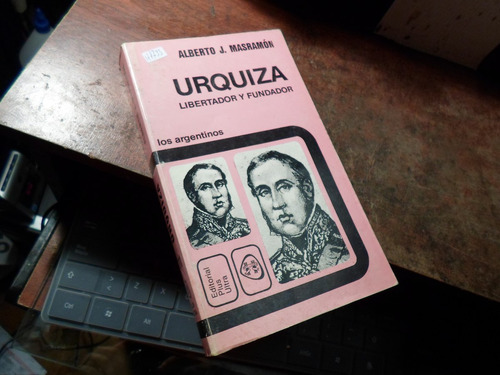 ALBERTO J. MASRAMÓN
URQUIZA
LIBERTADOR Y FUNDADOR
los argentinos
Editorial
Plus
Ultra